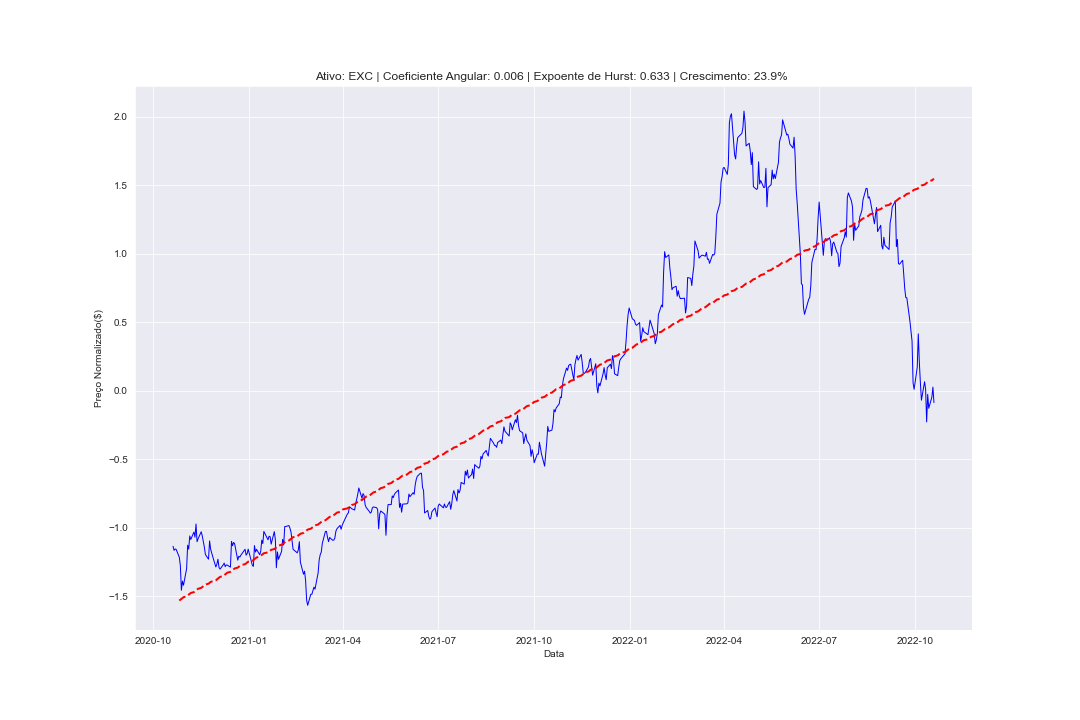 Ativo: EXC | Coeficiente Angular: 0.006 | Expoente de Hurst: 0.633 | Crescimento: 23.9%
Preço Normalizado($)
2.0
1.5
1.0
0.5
0.0
−0.5
−1.0
−1.5
2020-10 2021-01 2021-04 2021-07 2021-10 2022-01 2022-04 2022-07 2022-10
Data